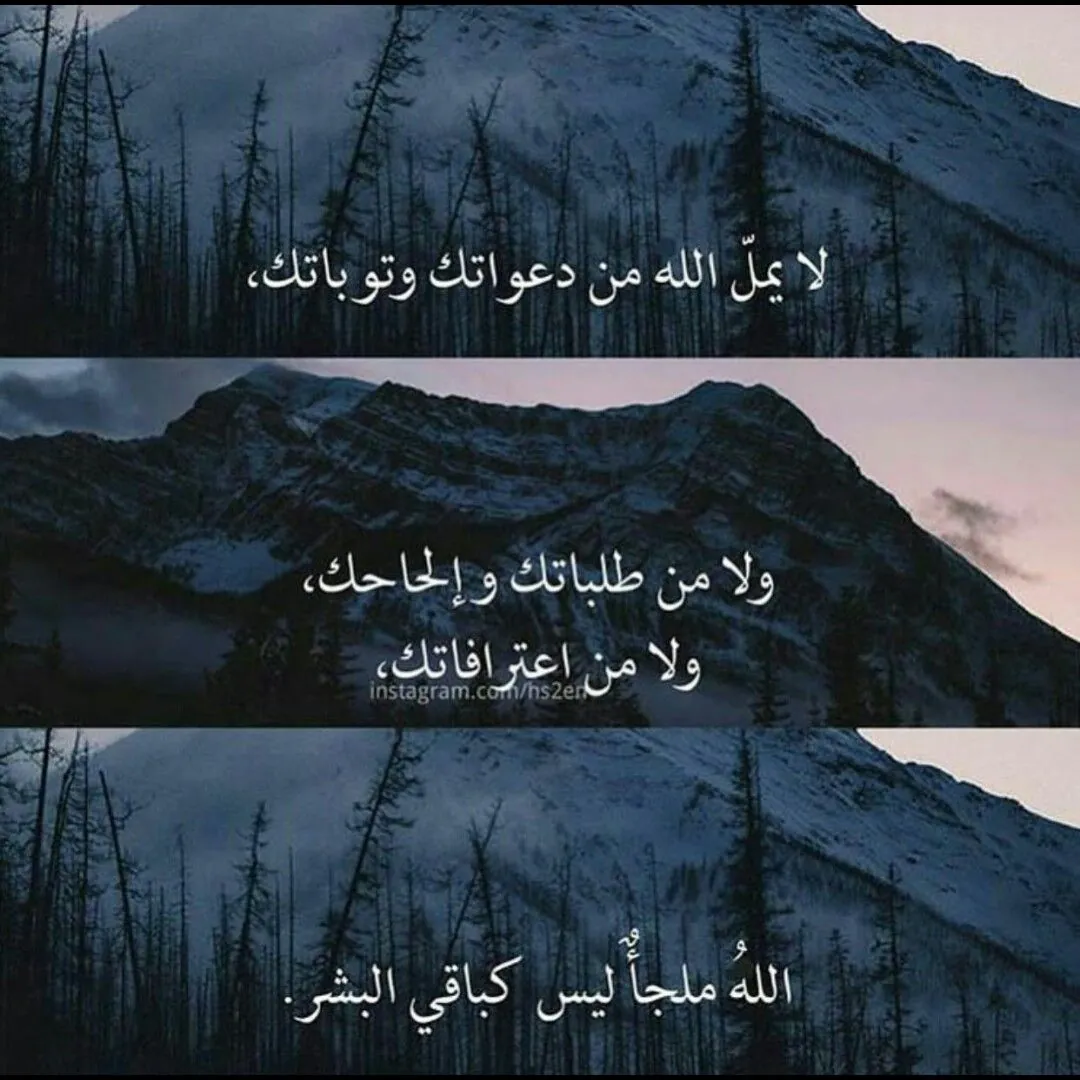 لا يملّ الله من دعواتك وتوباتك،
ولا من طلباتك وإلحاحك،
ولا من اعترافاتك،
instagram.com/hs2en
اللهُ ملجأٌ ليس كباقي البشر.